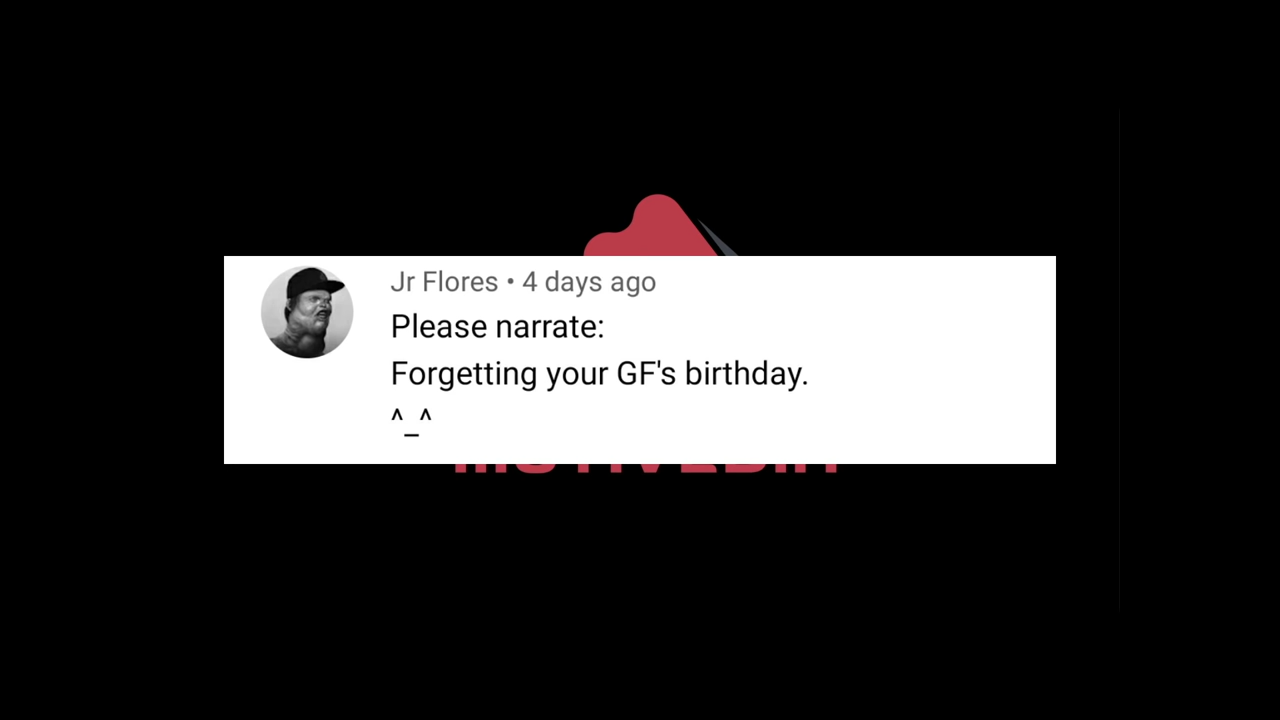 Jr Flores • 4 days ago
Please narrate:
Forgetting your GF's birthday.
^_^